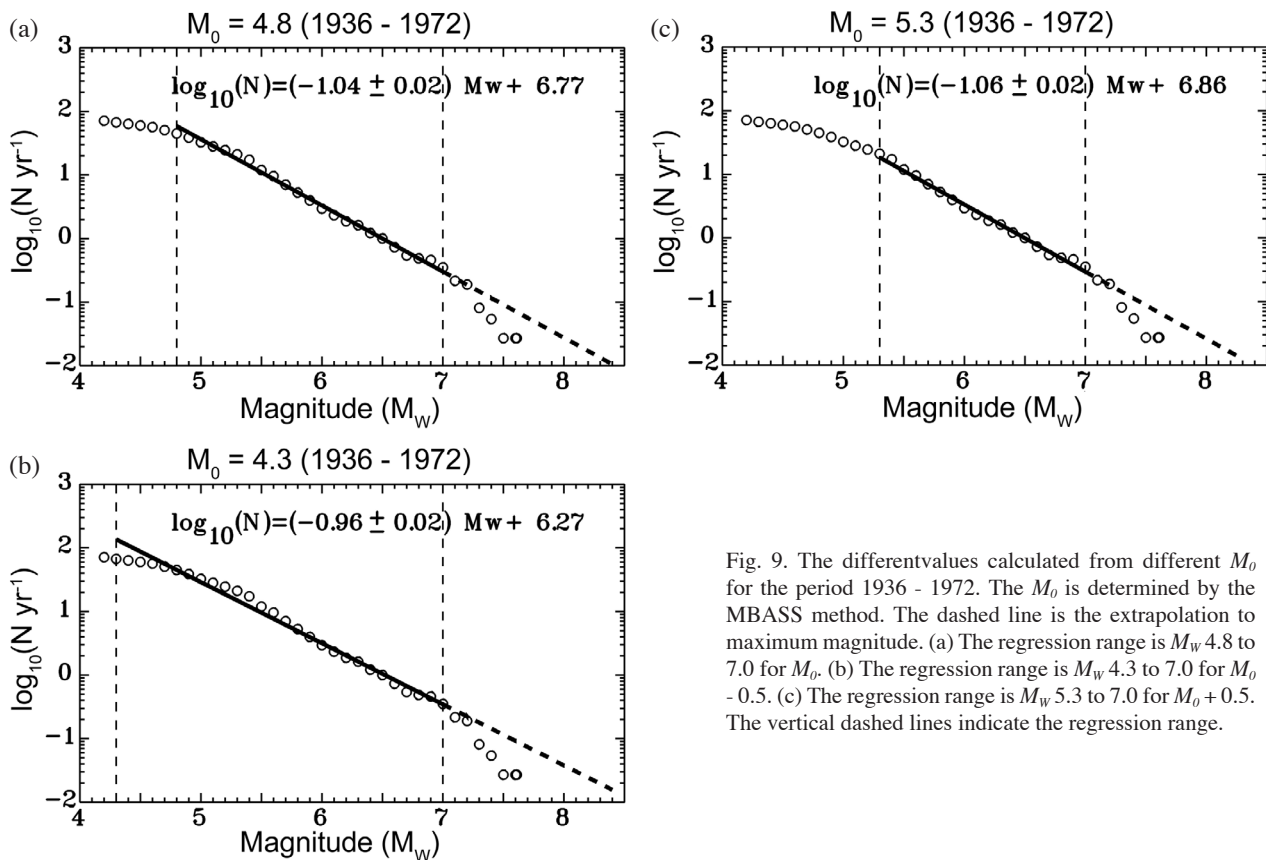 (a)
M₀ = 4.8 (1936 - 1972)
log₁₀(N)=(−1.04 ± 0.02) Mw+ 6.77
3
2
1
0
−1
−2
log₁₀(N yr⁻¹)
4 5 6 7 8
Magnitude (M_W)
(c)
M₀ = 5.3 (1936 - 1972)
log₁₀(N)=(−1.06 ± 0.02) Mw+ 6.86
3
2
1
0
−1
−2
log₁₀(N yr⁻¹)
4 5 6 7 8
Magnitude (M_W)
(b)
M₀ = 4.3 (1936 - 1972)
log₁₀(N)=(−0.96 ± 0.02) Mw+ 6.27
3
2
1
0
−1
−2
log₁₀(N yr⁻¹)
4 5 6 7 8
Magnitude (M_W)
Fig. 9. The differentvalues calculated from different M₀
for the period 1936 - 1972. The M₀ is determined by the
MBASS method. The dashed line is the extrapolation to
maximum magnitude. (a) The regression range is M_W 4.8 to
7.0 for M₀. (b) The regression range is M_W 4.3 to 7.0 for M₀
- 0.5. (c) The regression range is M_W 5.3 to 7.0 for M₀ + 0.5.
The vertical dashed lines indicate the regression range.